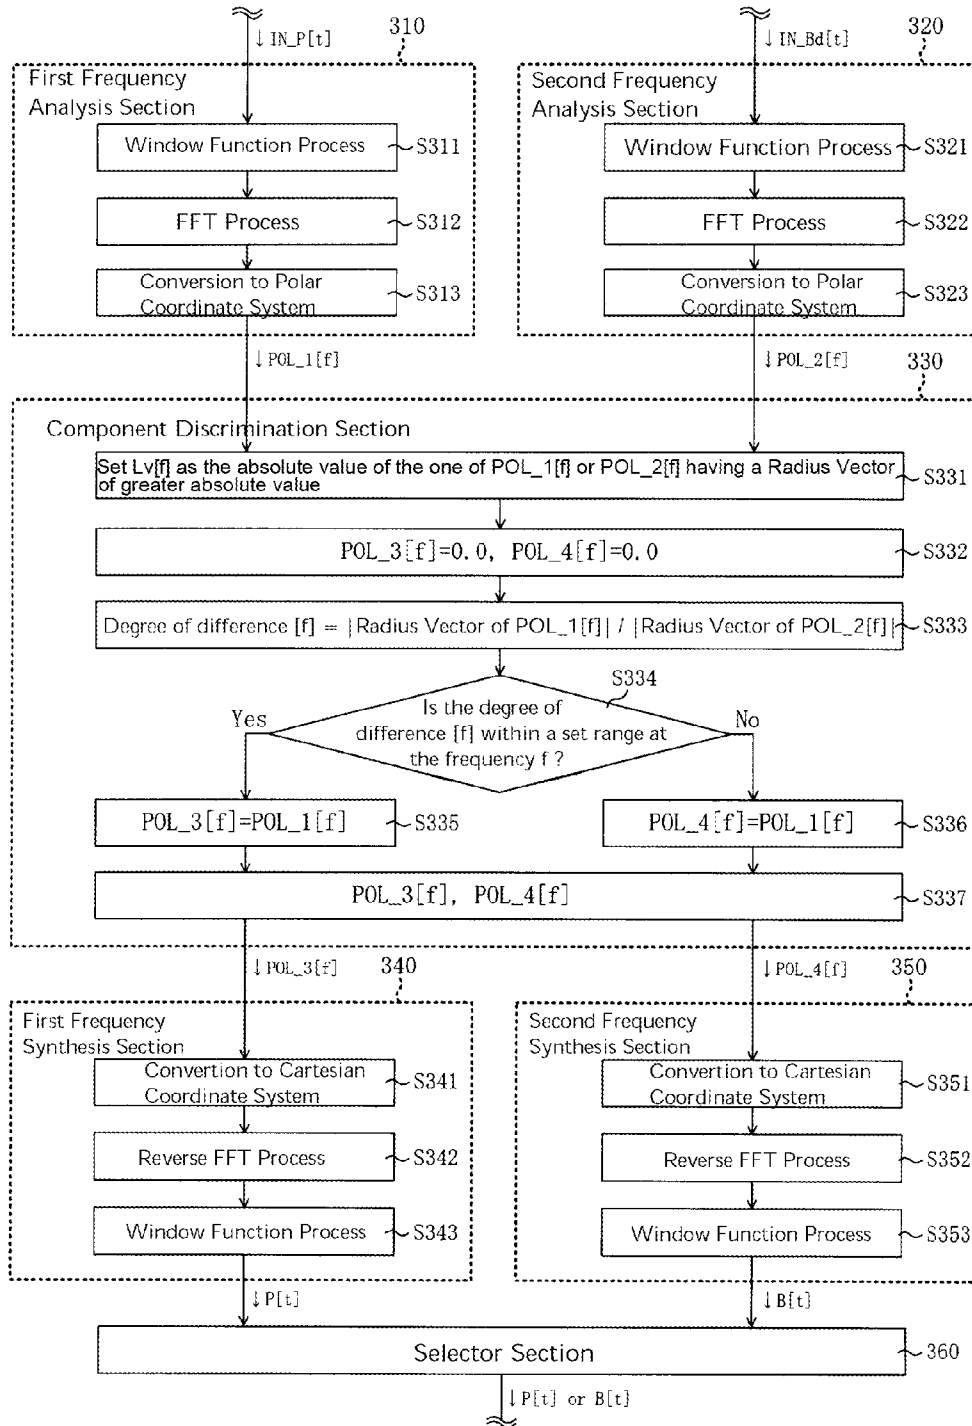 310
320
↓IN_P[t]
↓IN_Bd[t]
First Frequency
Analysis Section
Window Function Process
S311
FFT Process
S312
Conversion to Polar
Coordinate System
S313
Second Frequency
Analysis Section
Window Function Process
S321
FFT Process
S322
Conversion to Polar
Coordinate System
S323
↓POL_1[f]
↓POL_2[f]
330
Component Discrimination Section
Set Lv[f] as the absolute value of the one of POL_1[f] or POL_2[f] having a Radius Vector
of greater absolute value
S331
POL_3[f]=0.0, POL_4[f]=0.0
S332
Degree of difference [f] = |Radius Vector of POL_1[f]| / |Radius Vector of POL_2[f]|
S333
S334
Is the degree of
difference [f] within a set range at
the frequency f ?
Yes
No
POL_3[f]=POL_1[f]
S335
POL_4[f]=POL_1[f]
S336
POL_3[f], POL_4[f]
S337
↓POL_3[f]
340
↓POL_4[f]
350
First Frequency
Synthesis Section
Convertion to Cartesian
Coordinate System
S341
Reverse FFT Process
S342
Window Function Process
S343
Second Frequency
Synthesis Section
Convertion to Cartesian
Coordinate System
S351
Reverse FFT Process
S352
Window Function Process
S353
↓P[t]
↓B[t]
Selector Section
360
↓P[t] or B[t]